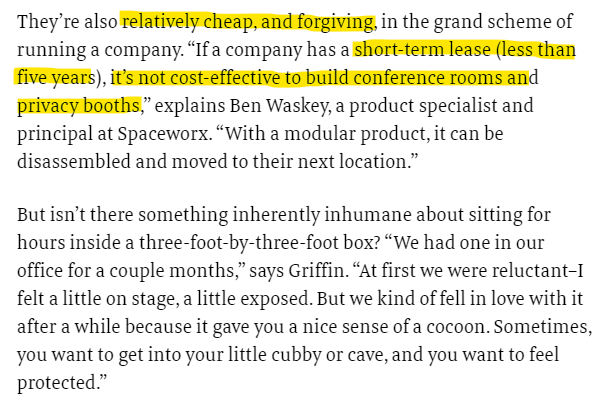 They’re also relatively cheap, and forgiving, in the grand scheme of
running a company. “If a company has a short-term lease (less than
five years), it’s not cost-effective to build conference rooms and
privacy booths,” explains Ben Waskey, a product specialist and
principal at Spaceworx. “With a modular product, it can be
disassembled and moved to their next location.”
But isn’t there something inherently inhumane about sitting for
hours inside a three-foot-by-three-foot box? “We had one in our
office for a couple months,” says Griffin. “At first we were reluctant–I
felt a little on stage, a little exposed. But we kind of fell in love with it
after a while because it gave you a nice sense of a cocoon. Sometimes,
you want to get into your little cubby or cave, and you want to feel
protected.”